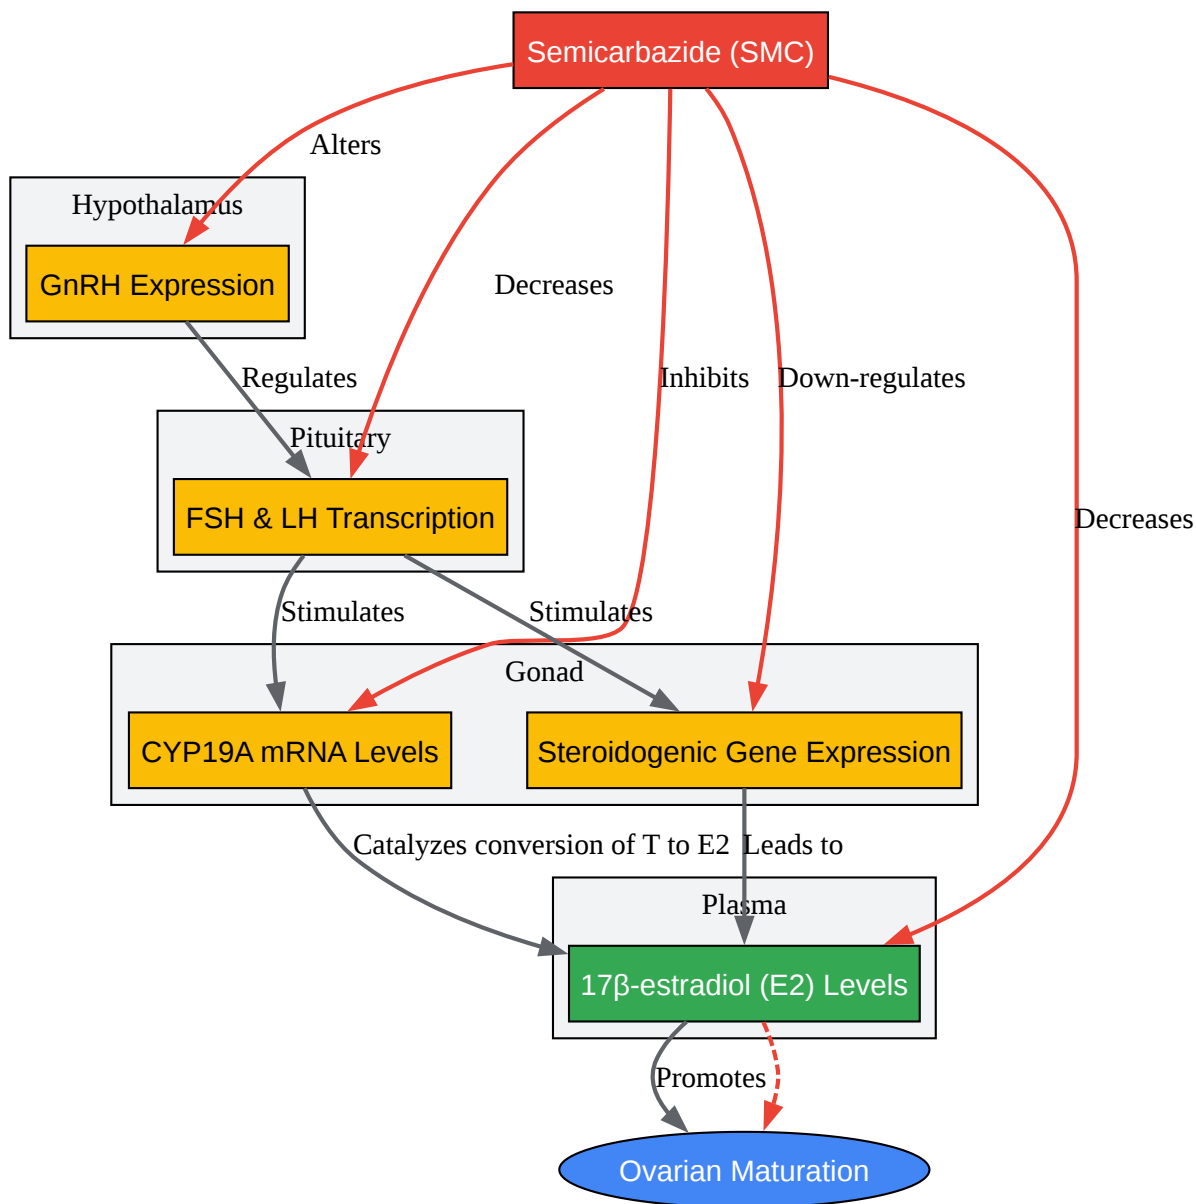 Semicarbazide (SMC)
Alters
Hypothalamus
GnRH Expression
Decreases
Regulates
Inhibits
Down-regulates
Pituitary
FSH & LH Transcription
Decreases
Stimulates
Stimulates
Gonad
CYP19A mRNA Levels
Steroidogenic Gene Expression
Catalyzes conversion of T to E2
Leads to
Plasma
17β-estradiol (E2) Levels
Promotes
Ovarian Maturation